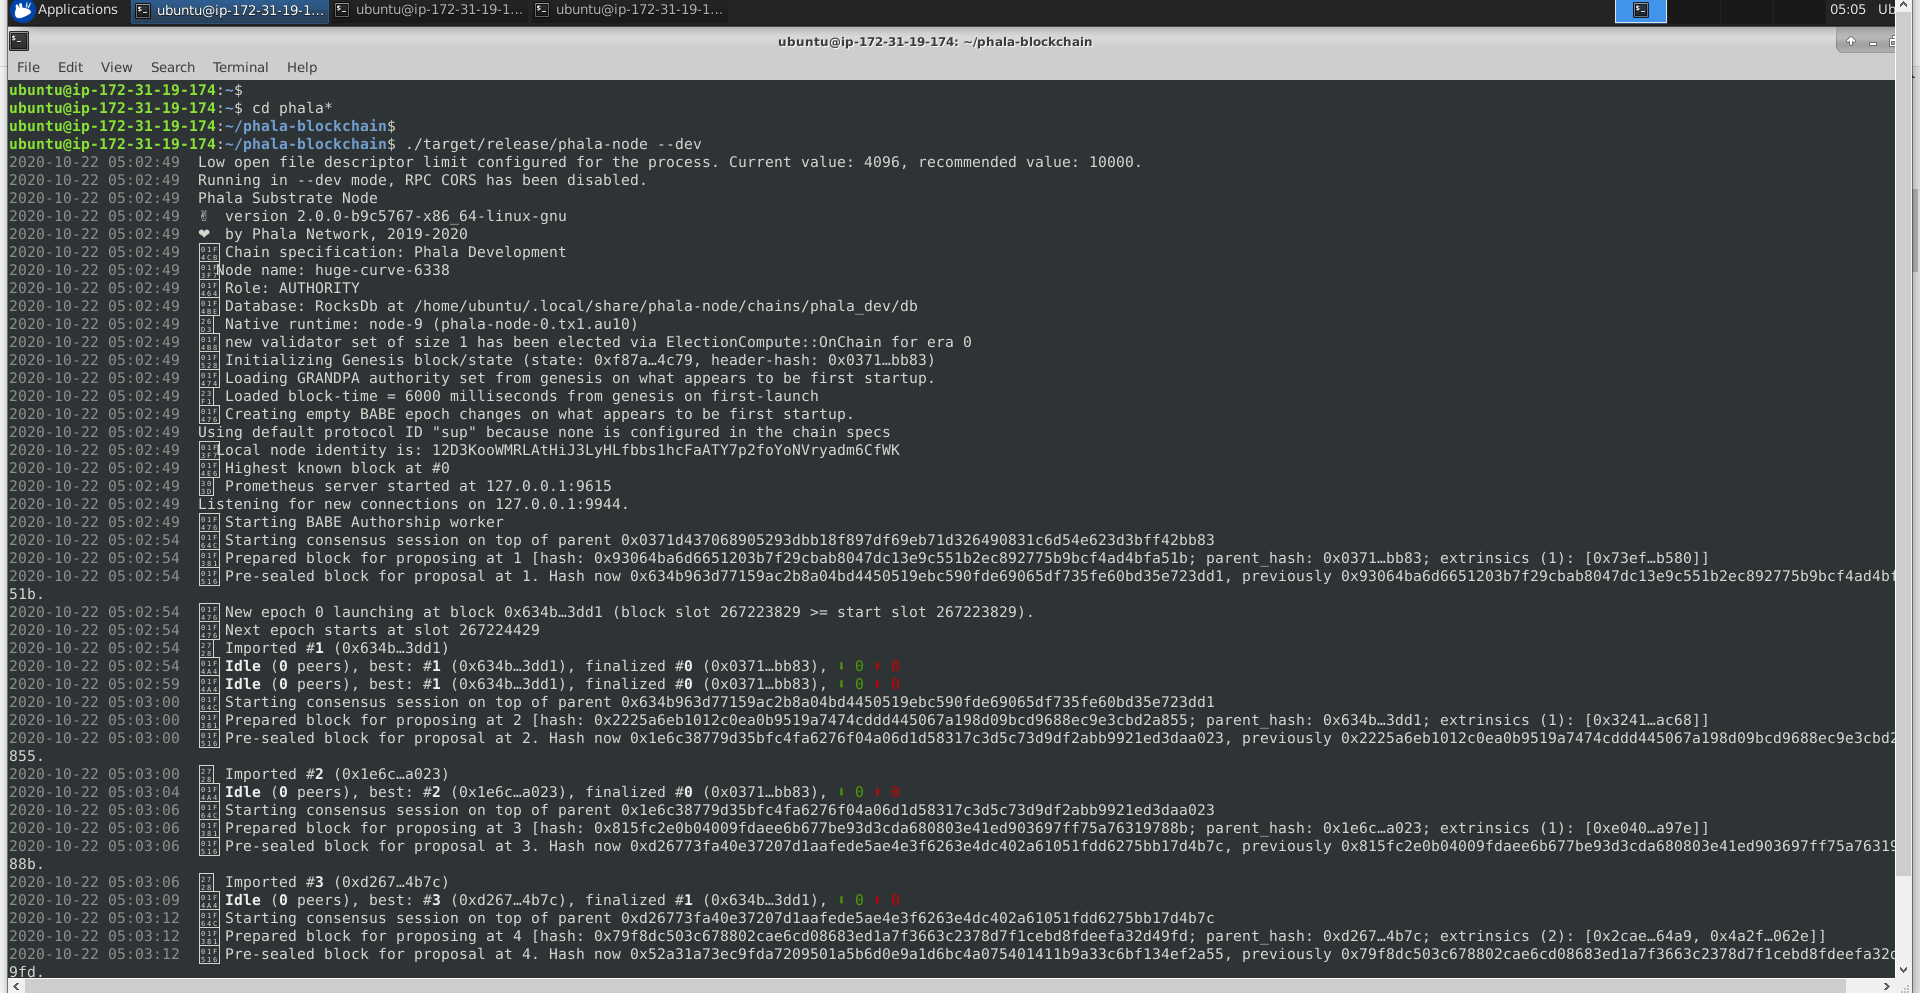 Applications ubuntu@ip-172-31-19-1... ubuntu@ip-172-31-19-1... ubuntu@ip-172-31-19-1... 05:05 Ub
ubuntu@ip-172-31-19-174: ~/phala-blockchain
File Edit View Search Terminal Help
ubuntu@ip-172-31-19-174:~$
ubuntu@ip-172-31-19-174:~$ cd phala*
ubuntu@ip-172-31-19-174:~/phala-blockchain$
ubuntu@ip-172-31-19-174:~/phala-blockchain$ ./target/release/phala-node --dev
2020-10-22 05:02:49 Low open file descriptor limit configured for the process. Current value: 4096, recommended value: 10000.
2020-10-22 05:02:49 Running in --dev mode, RPC CORS has been disabled.
2020-10-22 05:02:49 Phala Substrate Node
2020-10-22 05:02:49 ✌ version 2.0.0-b9c5767-x86_64-linux-gnu
2020-10-22 05:02:49 ❤ by Phala Network, 2019-2020
2020-10-22 05:02:49 Chain specification: Phala Development
2020-10-22 05:02:49 Node name: huge-curve-6338
2020-10-22 05:02:49 Role: AUTHORITY
2020-10-22 05:02:49 Database: RocksDb at /home/ubuntu/.local/share/phala-node/chains/phala_dev/db
2020-10-22 05:02:49 Native runtime: node-9 (phala-node-0.tx1.au10)
2020-10-22 05:02:49 new validator set of size 1 has been elected via ElectionCompute::OnChain for era 0
2020-10-22 05:02:49 Initializing Genesis block/state (state: 0xf87a…4c79, header-hash: 0x0371…bb83)
2020-10-22 05:02:49 Loading GRANDPA authority set from genesis on what appears to be first startup.
2020-10-22 05:02:49 Loaded block-time = 6000 milliseconds from genesis on first-launch
2020-10-22 05:02:49 Creating empty BABE epoch changes on what appears to be first startup.
2020-10-22 05:02:49 Using default protocol ID "sup" because none is configured in the chain specs
2020-10-22 05:02:49 Local node identity is: 12D3KooWMRLAtHiJ3LyHLfbbs1hcFaATY7p2foYoNVryadm6CfWK
2020-10-22 05:02:49 Highest known block at #0
2020-10-22 05:02:49 Prometheus server started at 127.0.0.1:9615
2020-10-22 05:02:49 Listening for new connections on 127.0.0.1:9944.
2020-10-22 05:02:49 Starting BABE Authorship worker
2020-10-22 05:02:54 Starting consensus session on top of parent 0x0371d437068905293dbb18f897df69eb71d326490831c6d54e623d3bff42bb83
2020-10-22 05:02:54 Prepared block for proposing at 1 [hash: 0x93064ba6d6651203b7f29cbab8047dc13e9c551b2ec892775b9bcf4ad4bfa51b; parent_hash: 0x0371…bb83; extrinsics (1): [0x73ef…b580]]
2020-10-22 05:02:54 Pre-sealed block for proposal at 1. Hash now 0x634b963d77159ac2b8a04bd4450519ebc590fde69065df735fe60bd35e723dd1, previously 0x93064ba6d6651203b7f29cbab8047dc13e9c551b2ec892775b9bcf4ad4bf
51b.
2020-10-22 05:02:54 New epoch 0 launching at block 0x634b…3dd1 (block slot 267223829 >= start slot 267223829).
2020-10-22 05:02:54 Next epoch starts at slot 267224429
2020-10-22 05:02:54 Imported #1 (0x634b…3dd1)
2020-10-22 05:02:54 Idle (0 peers), best: #1 (0x634b…3dd1), finalized #0 (0x0371…bb83), ⬇ 0 ⬆ 0
2020-10-22 05:02:59 Idle (0 peers), best: #1 (0x634b…3dd1), finalized #0 (0x0371…bb83), ⬇ 0 ⬆ 0
2020-10-22 05:03:00 Starting consensus session on top of parent 0x634b963d77159ac2b8a04bd4450519ebc590fde69065df735fe60bd35e723dd1
2020-10-22 05:03:00 Prepared block for proposing at 2 [hash: 0x2225a6eb1012c0ea0b9519a7474cddd445067a198d09bcd9688ec9e3cbd2a855; parent_hash: 0x634b…3dd1; extrinsics (1): [0x3241…ac68]]
2020-10-22 05:03:00 Pre-sealed block for proposal at 2. Hash now 0x1e6c38779d35bfc4fa6276f04a06d1d58317c3d5c73d9df2abb9921ed3daa023, previously 0x2225a6eb1012c0ea0b9519a7474cddd445067a198d09bcd9688ec9e3cbd2
855.
2020-10-22 05:03:00 Imported #2 (0x1e6c…a023)
2020-10-22 05:03:04 Idle (0 peers), best: #2 (0x1e6c…a023), finalized #0 (0x0371…bb83), ⬇ 0 ⬆ 0
2020-10-22 05:03:06 Starting consensus session on top of parent 0x1e6c38779d35bfc4fa6276f04a06d1d58317c3d5c73d9df2abb9921ed3daa023
2020-10-22 05:03:06 Prepared block for proposing at 3 [hash: 0x815fc2e0b04009fdaee6b677be93d3cda680803e41ed903697ff75a76319788b; parent_hash: 0x1e6c…a023; extrinsics (1): [0xe040…a97e]]
2020-10-22 05:03:06 Pre-sealed block for proposal at 3. Hash now 0xd26773fa40e37207d1aafede5ae4e3f6263e4dc402a61051fdd6275bb17d4b7c, previously 0x815fc2e0b04009fdaee6b677be93d3cda680803e41ed903697ff75a76319
88b.
2020-10-22 05:03:06 Imported #3 (0xd267…4b7c)
2020-10-22 05:03:09 Idle (0 peers), best: #3 (0xd267…4b7c), finalized #1 (0x634b…3dd1), ⬇ 0 ⬆ 0
2020-10-22 05:03:12 Starting consensus session on top of parent 0xd26773fa40e37207d1aafede5ae4e3f6263e4dc402a61051fdd6275bb17d4b7c
2020-10-22 05:03:12 Prepared block for proposing at 4 [hash: 0x79f8dc503c678802cae6cd08683ed1a7f3663c2378d7f1cebd8fdeefa32d49fd; parent_hash: 0xd267…4b7c; extrinsics (2): [0x2cae…64a9, 0x4a2f…062e]]
2020-10-22 05:03:12 Pre-sealed block for proposal at 4. Hash now 0x52a31a73ec9fda7209501a5b6d0e9a1d6bc4a075401411b9a33c6bf134ef2a55, previously 0x79f8dc503c678802cae6cd08683ed1a7f3663c2378d7f1cebd8fdeefa32d
9fd.